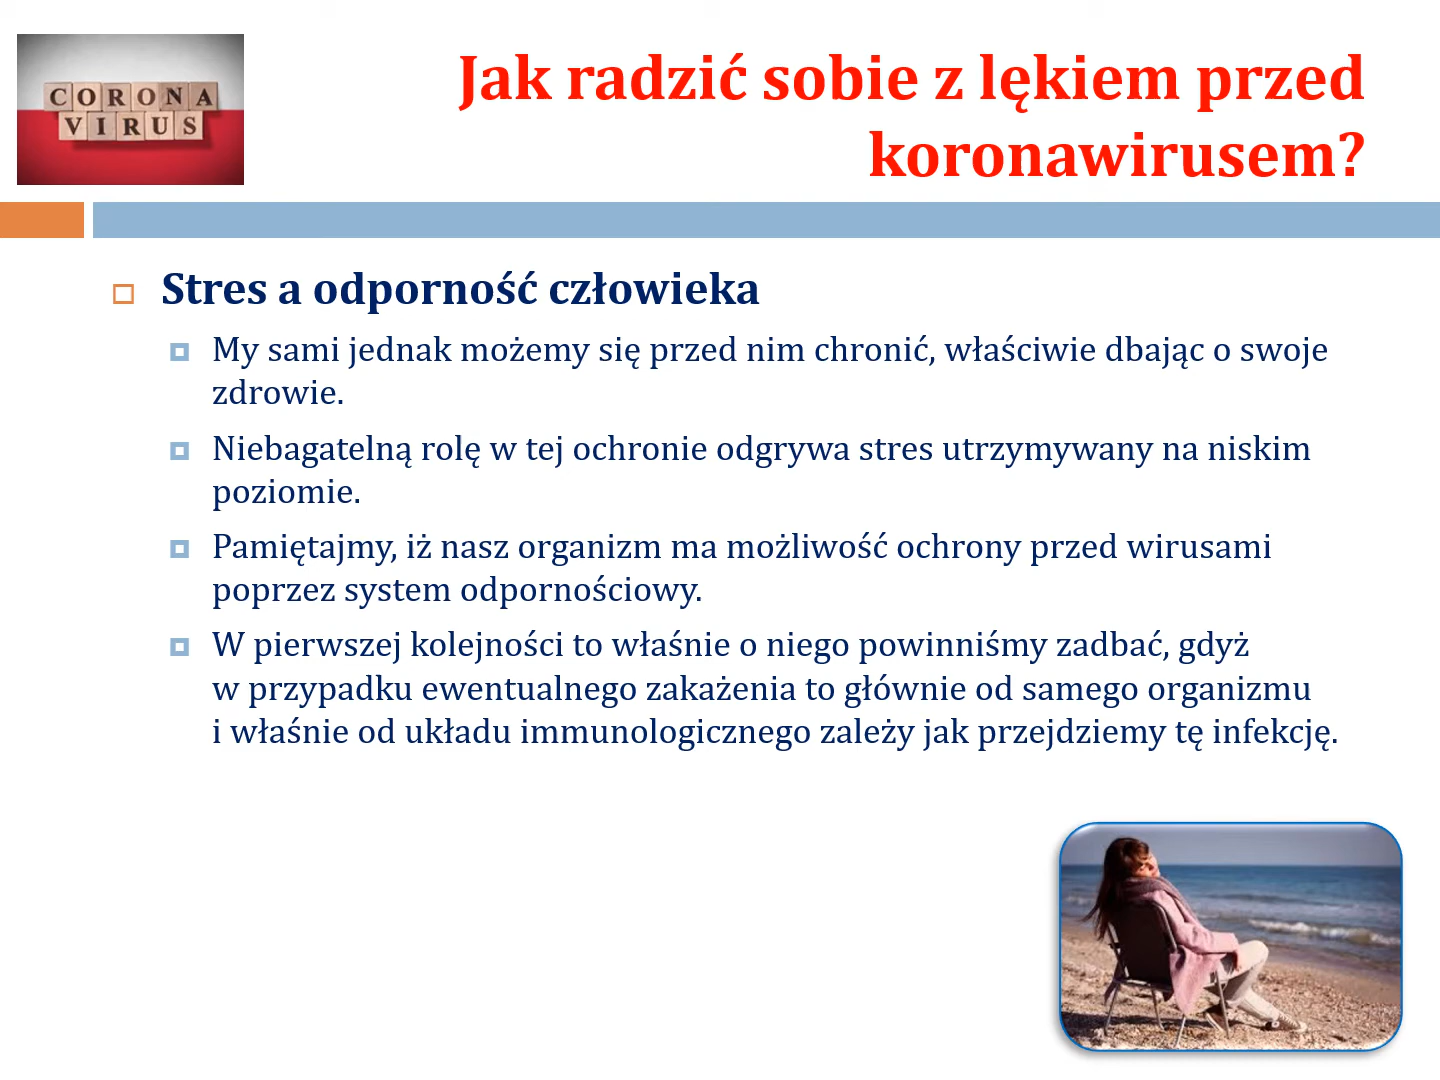 CORONA
VIRUS
Jak radzić sobie z lękiem przed
koronawirusem?
Stres a odporność człowieka
My sami jednak możemy się przed nim chronić, właściwie dbając o swoje
zdrowie.
Niebagatelną rolę w tej ochronie odgrywa stres utrzymywany na niskim
poziomie.
Pamiętajmy, iż nasz organizm ma możliwość ochrony przed wirusami
poprzez system odpornościowy.
W pierwszej kolejności to właśnie o niego powinniśmy zadbać, gdyż
w przypadku ewentualnego zakażenia to głównie od samego organizmu
i właśnie od układu immunologicznego zależy jak przejdziemy tę infekcję.